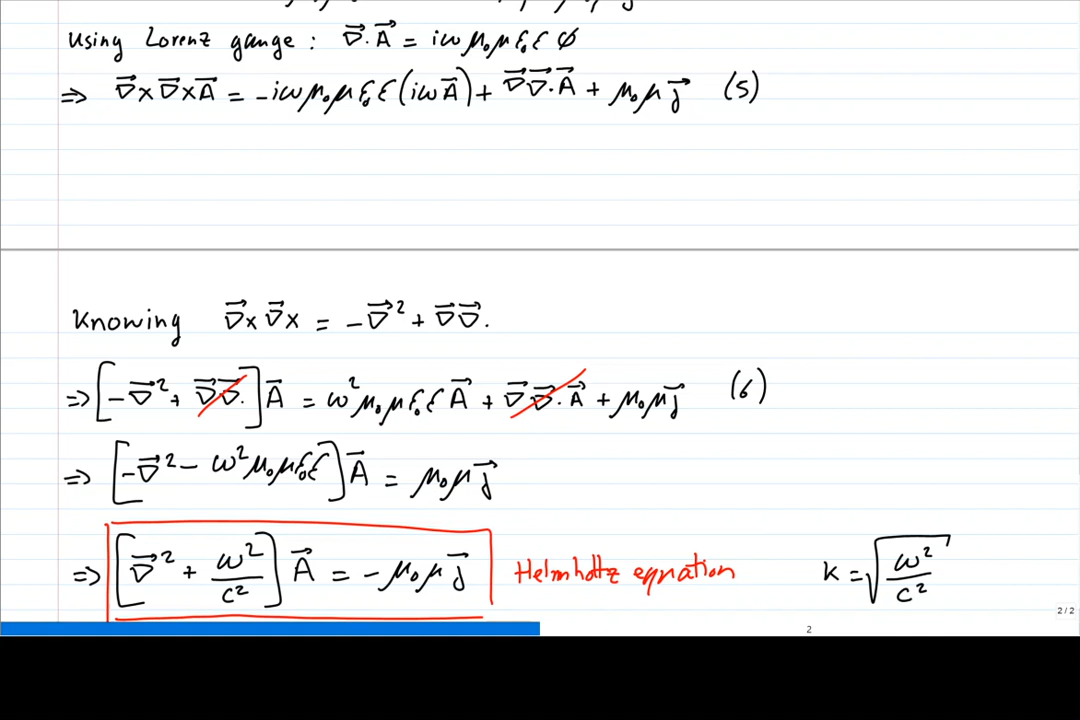 Using Lorenz gauge : ∇⃗.A⃗ = iωμ₀με₀ε ϕ
⇒ ∇⃗×∇⃗×A⃗ = -iωμ₀με₀ε(iωA⃗) + ∇⃗∇⃗.A⃗ + μ₀μj⃗ (5)
Knowing ∇⃗×∇⃗× = -∇⃗² + ∇⃗∇⃗.
⇒ [-∇⃗² + ∇⃗∇⃗.]A⃗ = ω²μ₀με₀εA⃗ + ∇⃗∇⃗.A⃗ + μ₀μj⃗ (6)
⇒ [-∇⃗² - ω²μ₀με₀ε]A⃗ = μ₀μj⃗
⇒ [∇⃗² + ω²/c²]A⃗ = -μ₀μj⃗ Helmholtz equation K = √(ω²/c²)
2/2
2